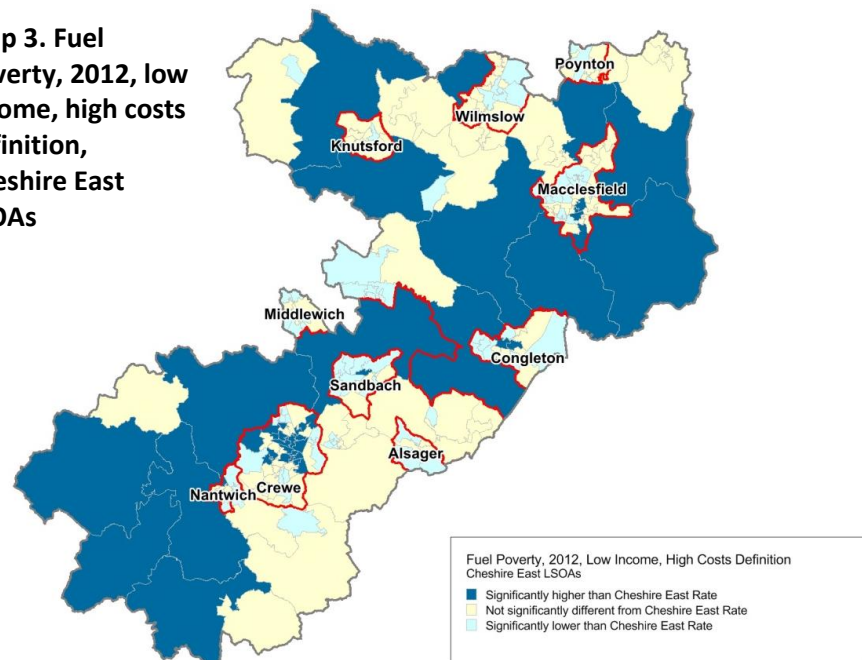 p 3. Fuel
verty, 2012, low
ome, high costs
finition,
eshire East
OAs
Poynton
Wilmslow
Knutsford
Macclesfield
Middlewich
Congleton
Sandbach
Alsager
Nantwich
Crewe
Fuel Poverty, 2012, Low Income, High Costs Definition
Cheshire East LSOAs
Significantly higher than Cheshire East Rate
Not significantly different from Cheshire East Rate
Significantly lower than Cheshire East Rate